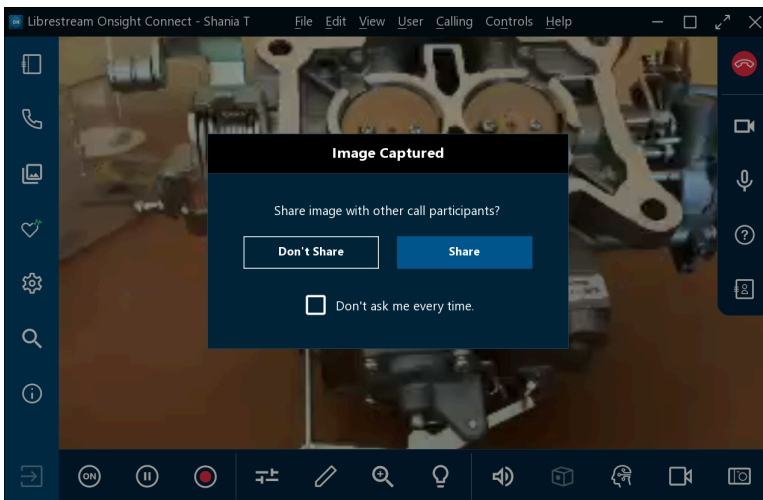 Librestream Onsight Connect - Shania T
File Edit View User Calling Controls Help
Image Captured
Share image with other call participants?
Don't Share
Share
Don't ask me every time.
ON